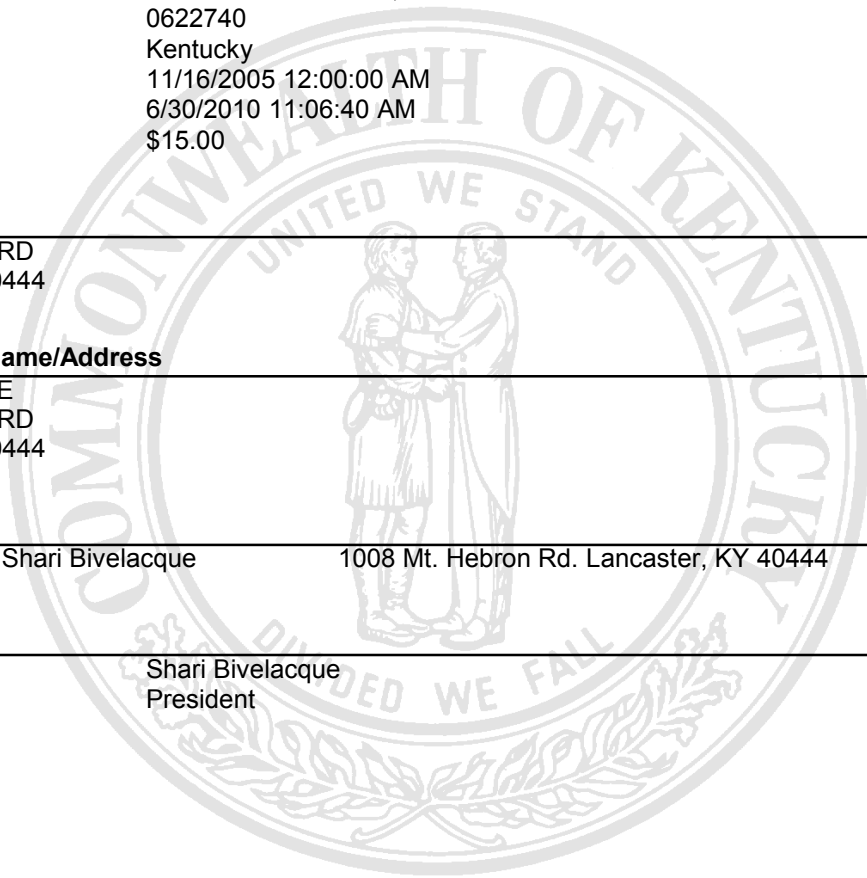 0622740
Kentucky
11/16/2005 12:00:00 AM
6/30/2010 11:06:40 AM
$15.00
COMMONWEALTH OF KENTUCKY
UNITED WE STAND
RD
0444
ame/Address
E
RD
0444
Shari Bivelacque 1008 Mt. Hebron Rd. Lancaster, KY 40444
DIVIDED WE FALL
Shari Bivelacque
President